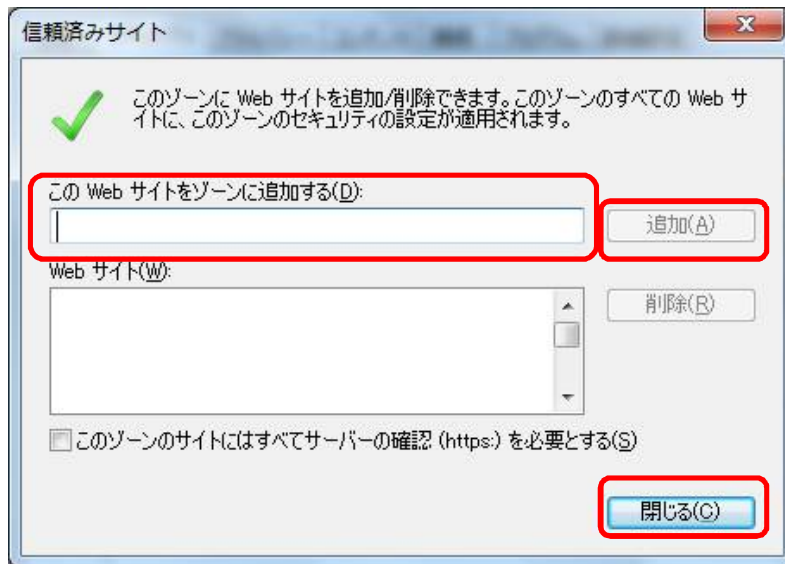 信頼済みサイト
このゾーンに Web サイトを追加/削除できます。このゾーンのすべての Web サ
イトに、このゾーンのセキュリティの設定が適用されます。
この Web サイトをゾーンに追加する(D):
追加(A)
Web サイト(W):
削除(R)
このゾーンのサイトにはすべてサーバーの確認 (https:) を必要とする(S)
閉じる(C)